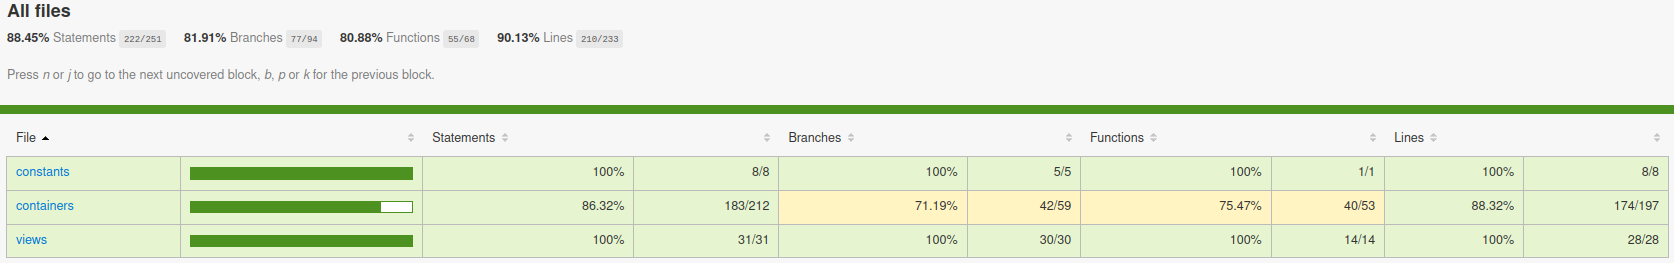 All files
88.45% Statements 222/251 81.91% Branches 77/94 80.88% Functions 55/68 90.13% Lines 210/233
Press n or j to go to the next uncovered block, b, p or k for the previous block.
File Statements Branches Functions Lines
constants 100% 8/8 100% 5/5 100% 1/1 100% 8/8
containers 86.32% 183/212 71.19% 42/59 75.47% 40/53 88.32% 174/197
views 100% 31/31 100% 30/30 100% 14/14 100% 28/28